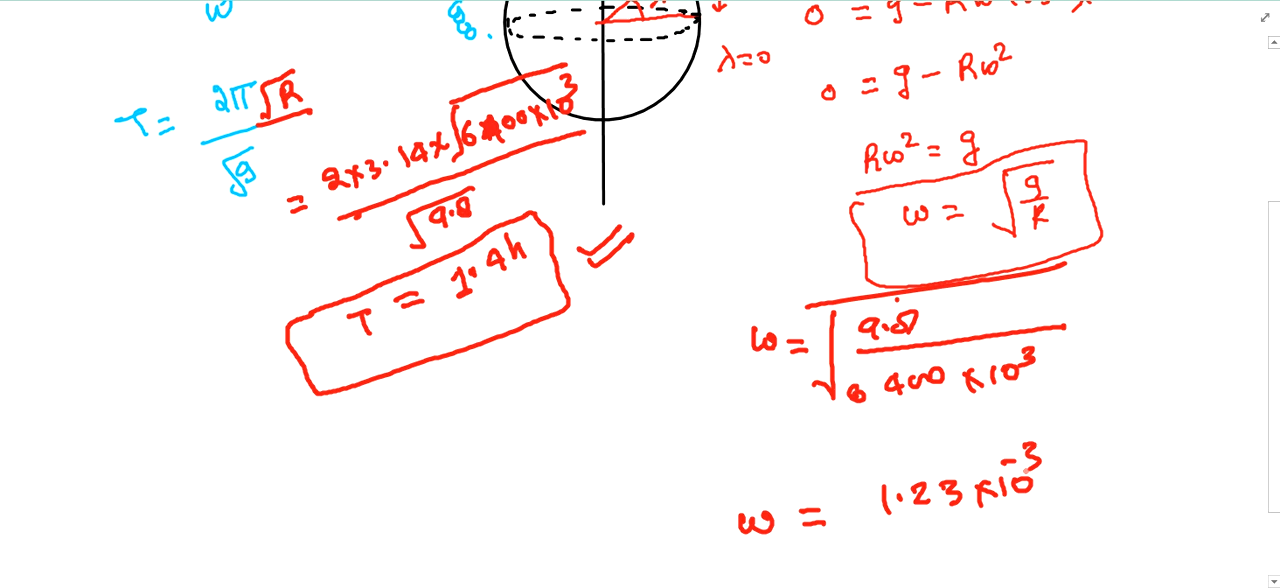 ω
g₀.
0 = g − Rω
λ=0
0 = g − Rω²
T = 2π√R / √g
Rω² = g
= 2×3.14×√6400×10³ / √9.8
ω = √g/R
T = 1.4h
ω = √9.8 / 6400×10³
ω = 1.23×10⁻³